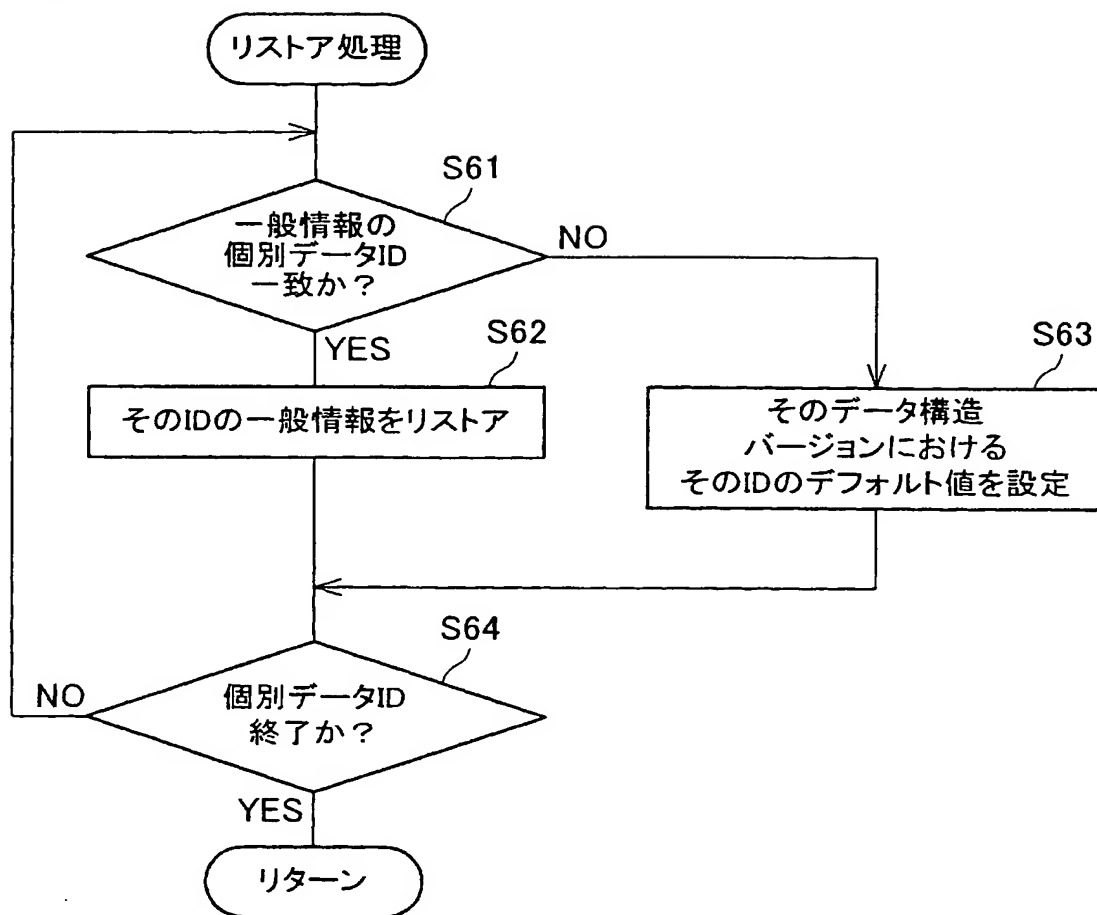 リストア処理
S61
一般情報の
個別データID
一致か？
NO
YES
S62
そのIDの一般情報をリストア
S63
そのデータ構造
バージョンにおける
そのIDのデフォルト値を設定
S64
個別データID
終了か？
NO
YES
リターン